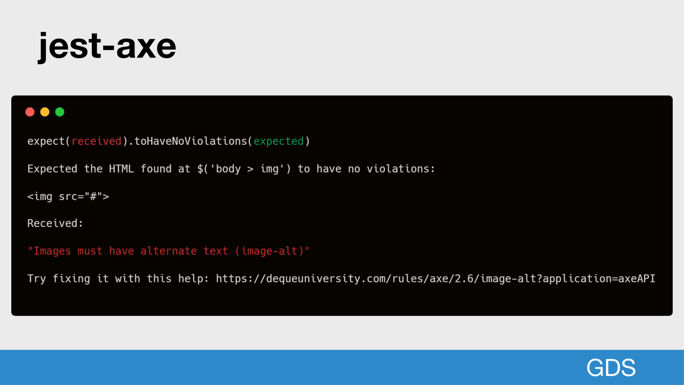 jest-axe
expect(received).toHaveNoViolations(expected)
Expected the HTML found at $('body > img') to have no violations:
<img src="#">
Received:
"Images must have alternate text (image-alt)"
Try fixing it with this help: https://dequeuniversity.com/rules/axe/2.6/image-alt?application=axeAPI
GDS